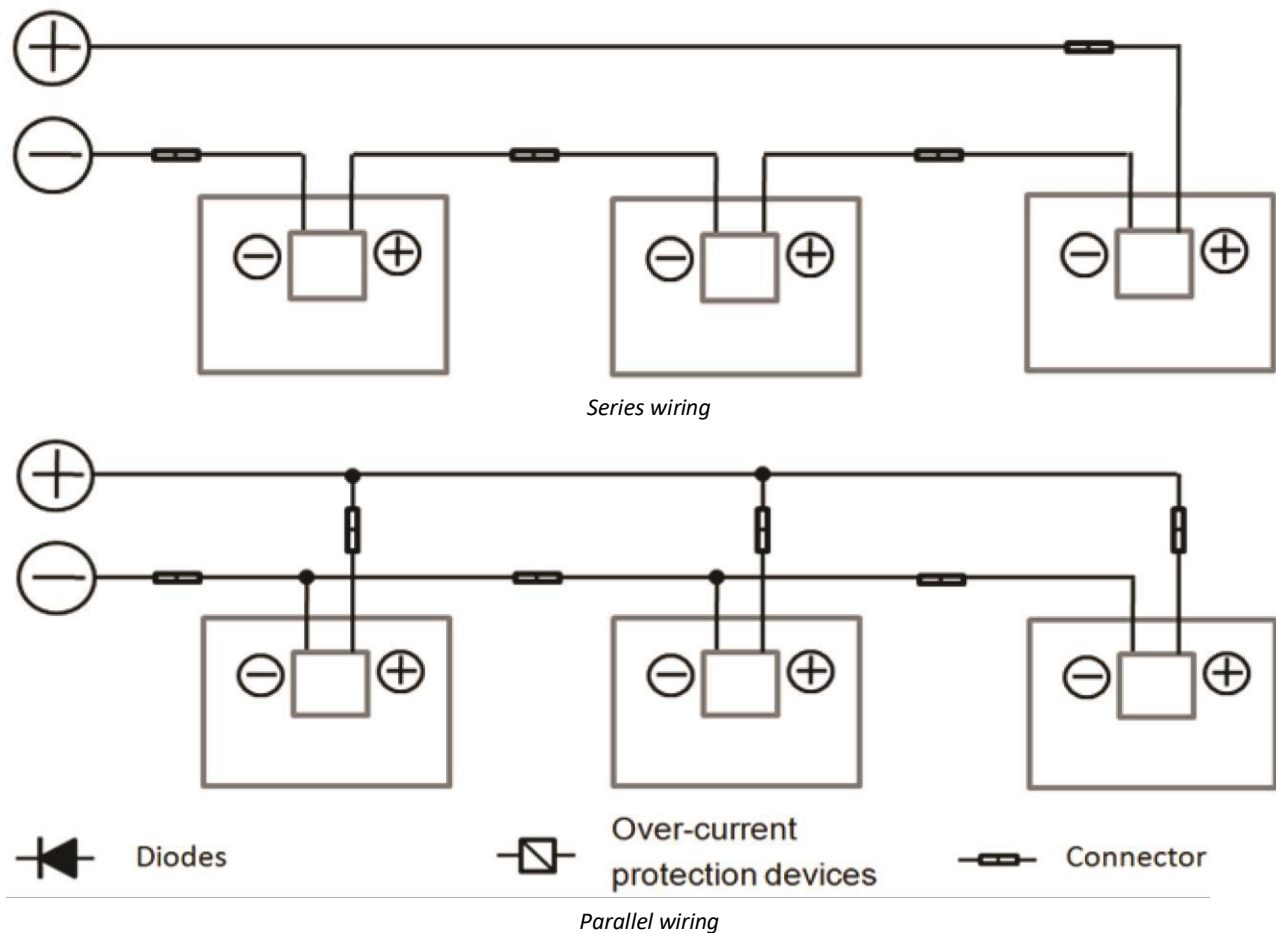 Series wiring
Diodes
Over-current
protection devices
Connector
Parallel wiring